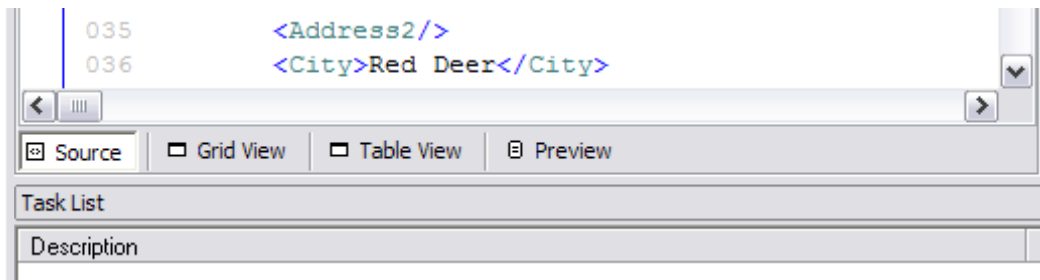 035 <Address2/>
036 <City>Red Deer</City>
Source Grid View Table View Preview
Task List
Description